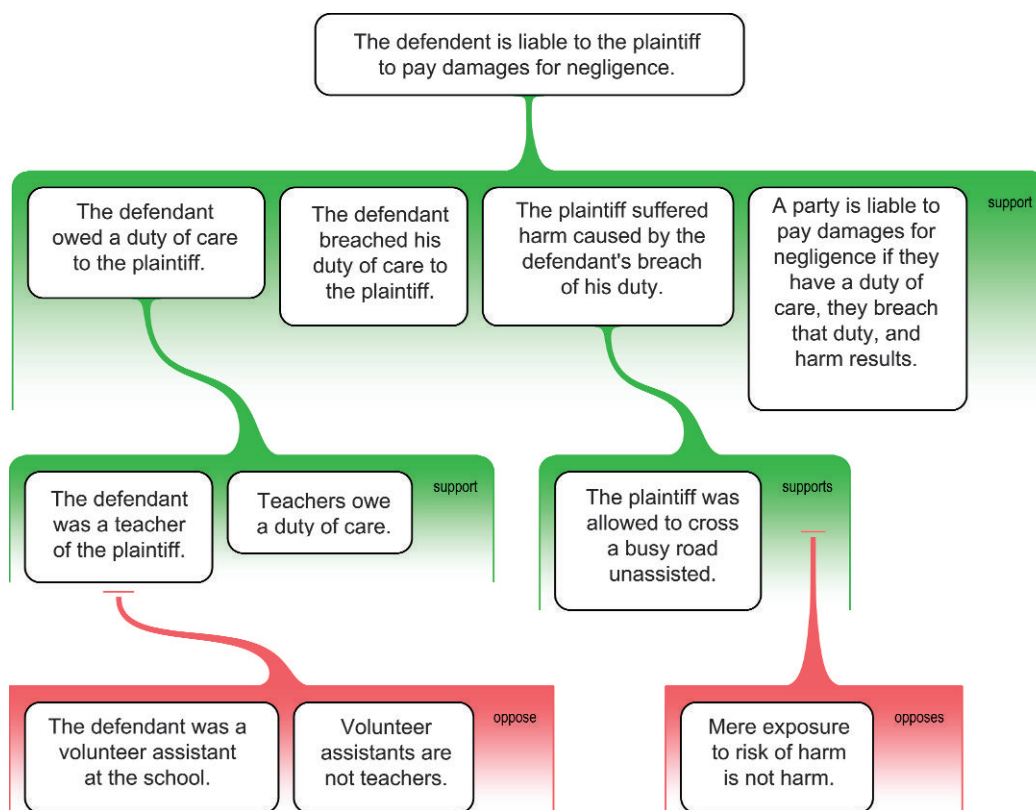 The defendent is liable to the plaintiff
to pay damages for negligence.
The defendant
owed a duty of care
to the plaintiff.
The defendant
breached his
duty of care to
the plaintiff.
The plaintiff suffered
harm caused by the
defendant's breach
of his duty.
A party is liable to
pay damages for
negligence if they
have a duty of
care, they breach
that duty, and
harm results.
support
The defendant
was a teacher
of the plaintiff.
Teachers owe
a duty of care.
support
The plaintiff was
allowed to cross
a busy road
unassisted.
supports
The defendant was a
volunteer assistant
at the school.
Volunteer
assistants are
not teachers.
oppose
Mere exposure
to risk of harm
is not harm.
opposes